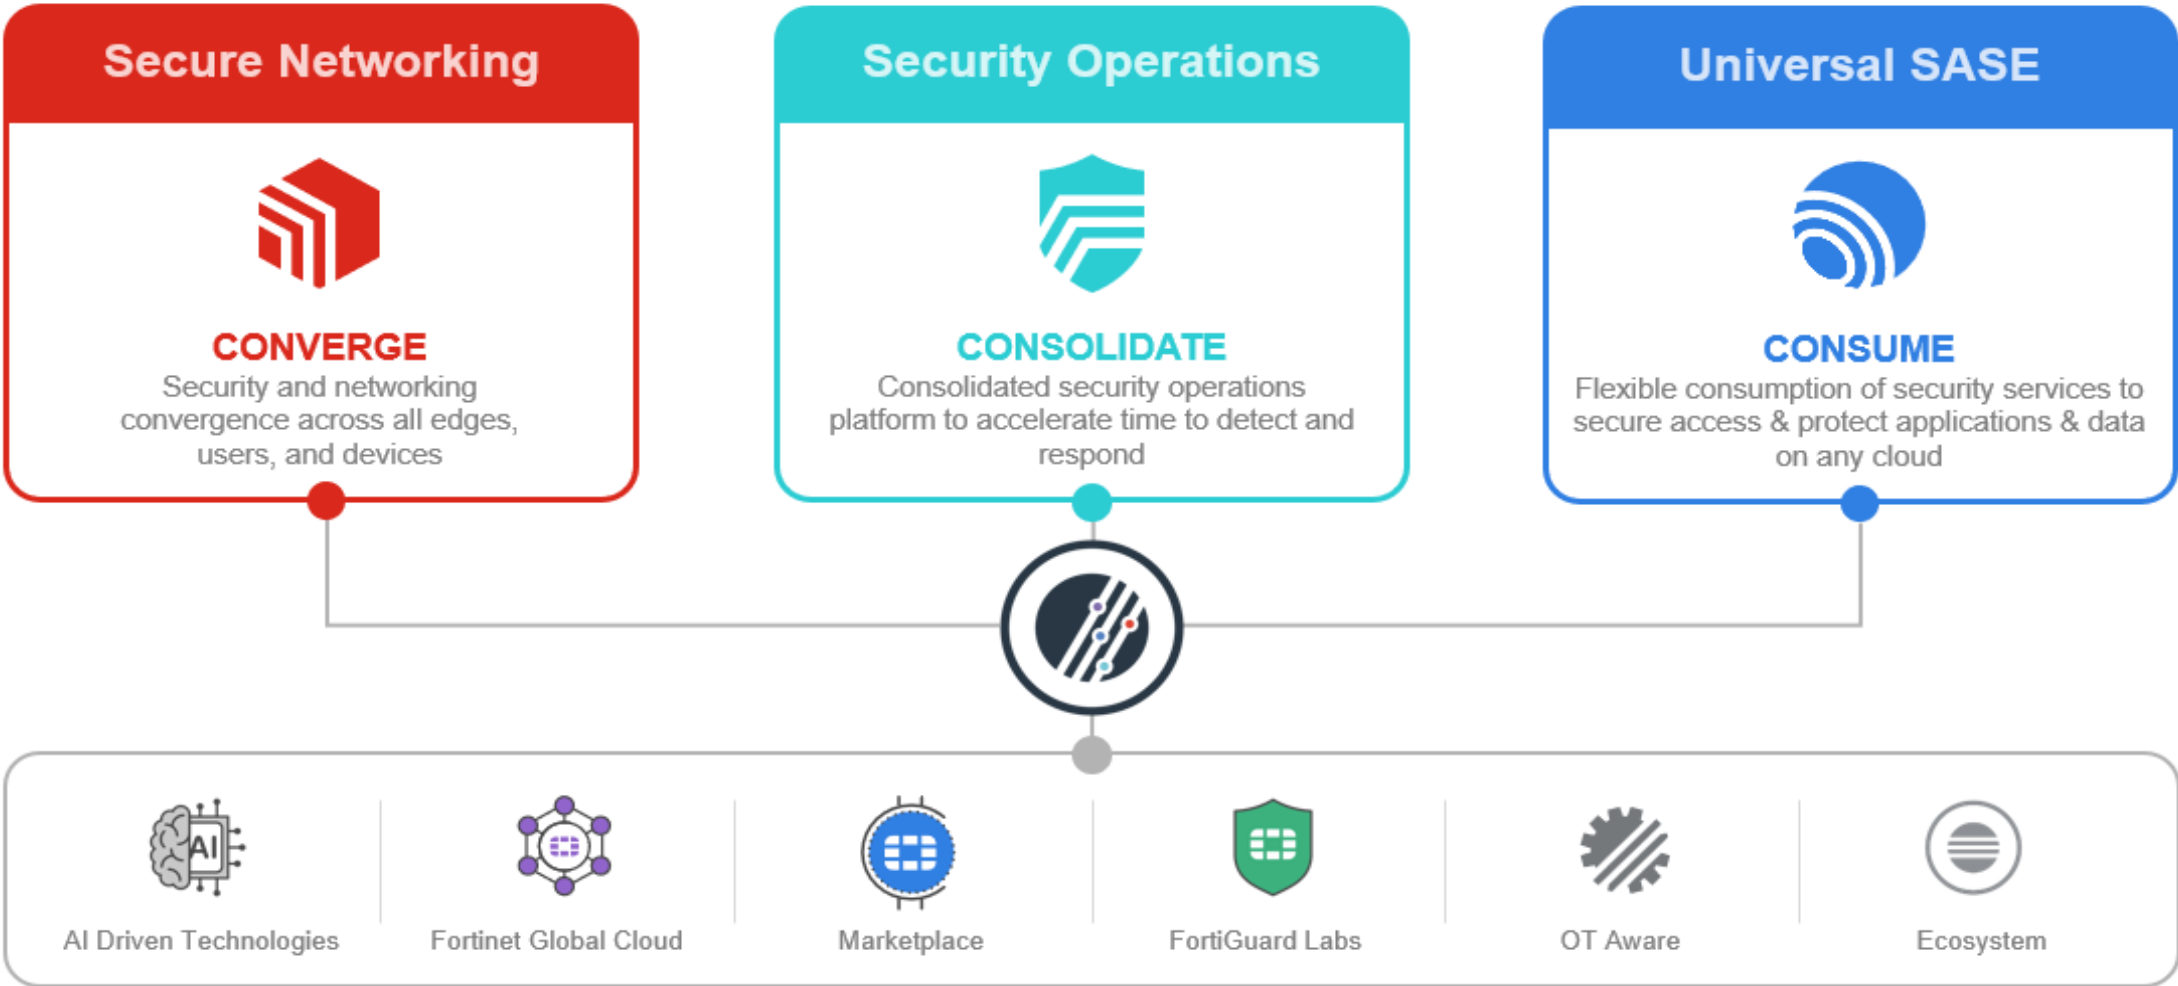 Secure Networking
Security Operations
Universal SASE
CONVERGE
Security and networking
convergence across all edges,
users, and devices
CONSOLIDATE
Consolidated security operations
platform to accelerate time to detect and
respond
CONSUME
Flexible consumption of security services to
secure access & protect applications & data
on any cloud
AI
AI Driven Technologies
Fortinet Global Cloud
Marketplace
FortiGuard Labs
OT Aware
Ecosystem